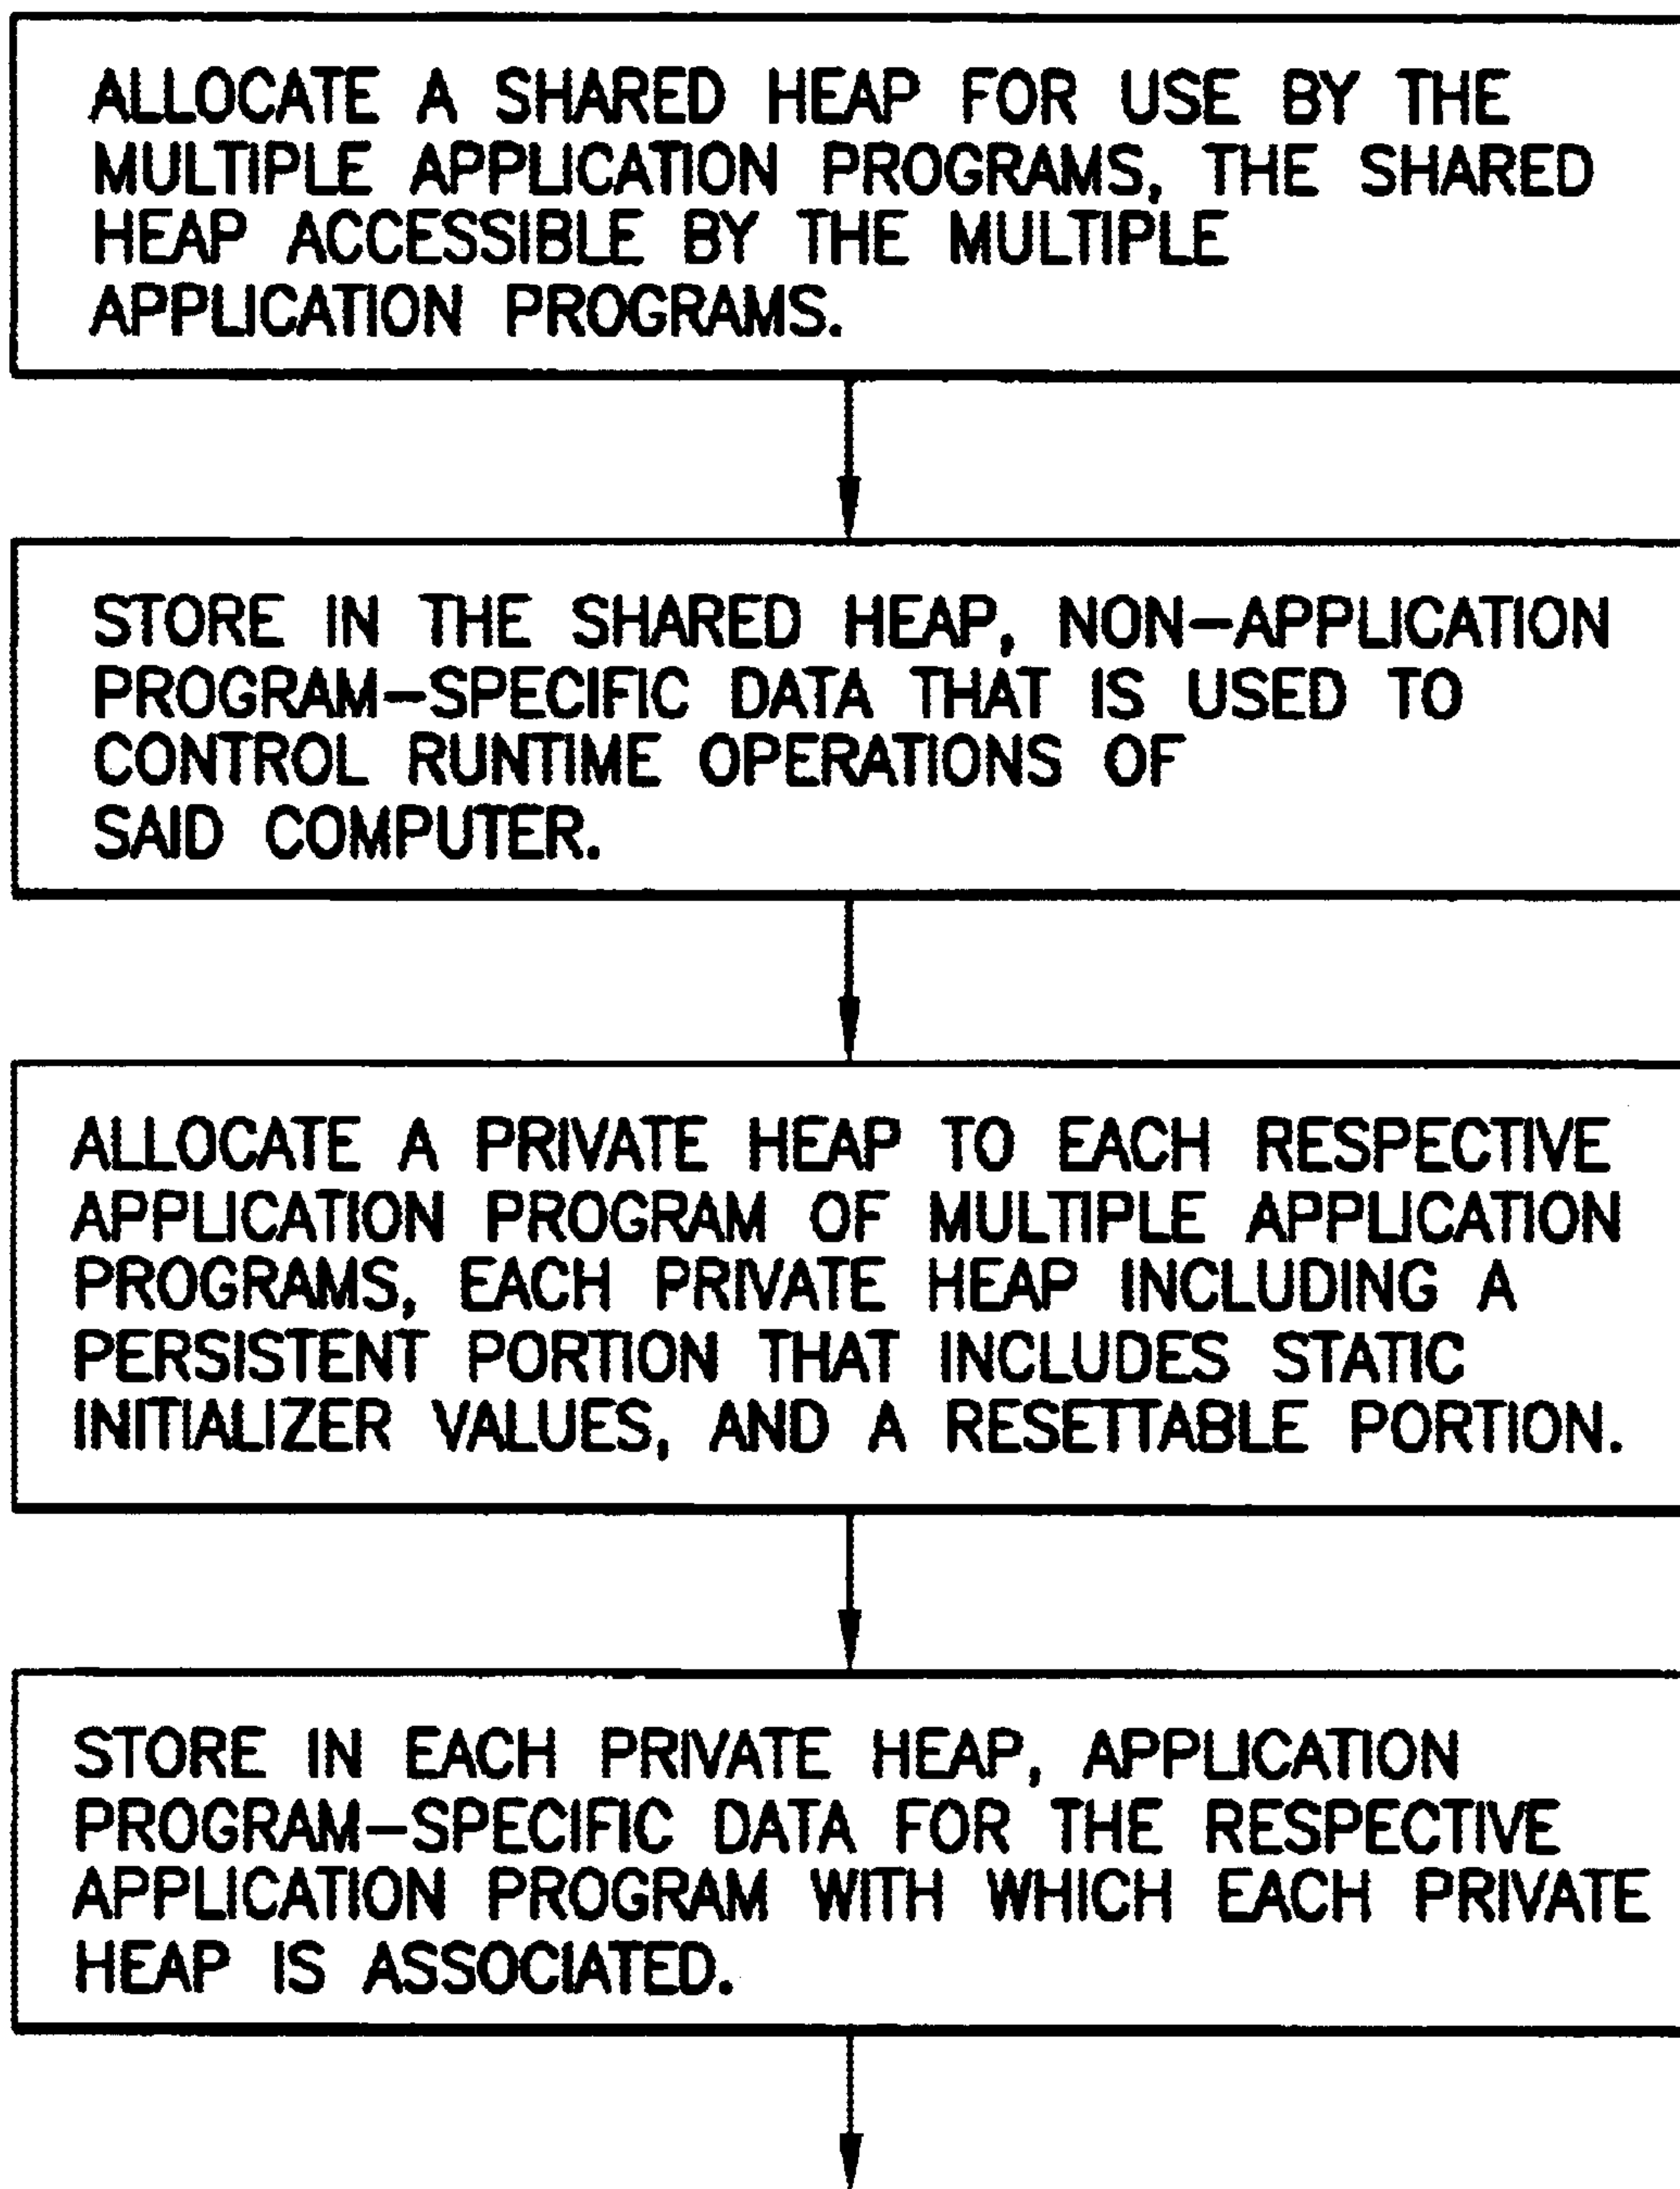 ALLOCATE A SHARED HEAP FOR USE BY THE
MULTIPLE APPLICATION PROGRAMS, THE SHARED
HEAP ACCESSIBLE BY THE MULTIPLE
APPLICATION PROGRAMS.
STORE IN THE SHARED HEAP, NON-APPLICATION
PROGRAM-SPECIFIC DATA THAT IS USED TO
CONTROL RUNTIME OPERATIONS OF
SAID COMPUTER.
ALLOCATE A PRIVATE HEAP TO EACH RESPECTIVE
APPLICATION PROGRAM OF MULTIPLE APPLICATION
PROGRAMS, EACH PRIVATE HEAP INCLUDING A
PERSISTENT PORTION THAT INCLUDES STATIC
INITIALIZER VALUES, AND A RESETTABLE PORTION.
STORE IN EACH PRIVATE HEAP, APPLICATION
PROGRAM-SPECIFIC DATA FOR THE RESPECTIVE
APPLICATION PROGRAM WITH WHICH EACH PRIVATE
HEAP IS ASSOCIATED.